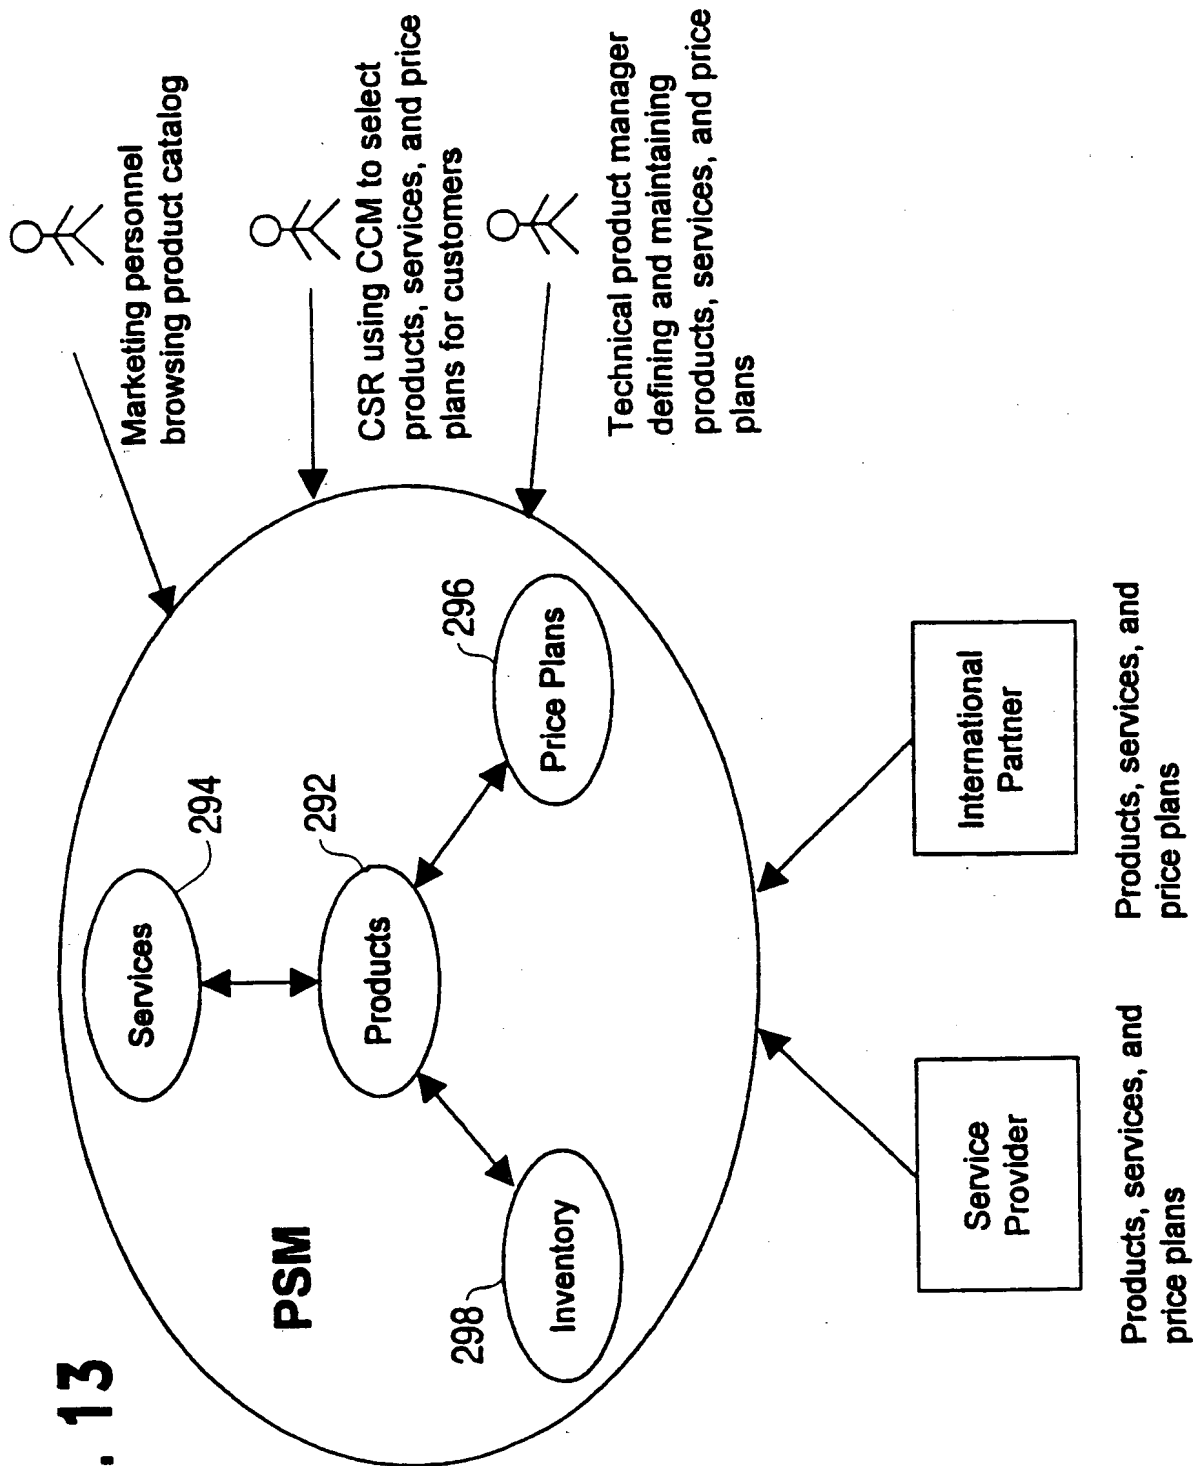 . 13
PSM
Services
294
Products
292
Price Plans
296
Inventory
298
Marketing personnel
browsing product catalog
CSR using CCM to select
products, services, and price
plans for customers
Technical product manager
defining and maintaining
products, services, and price
plans
Service
Provider
Products, services, and
price plans
International
Partner
Products, services, and
price plans